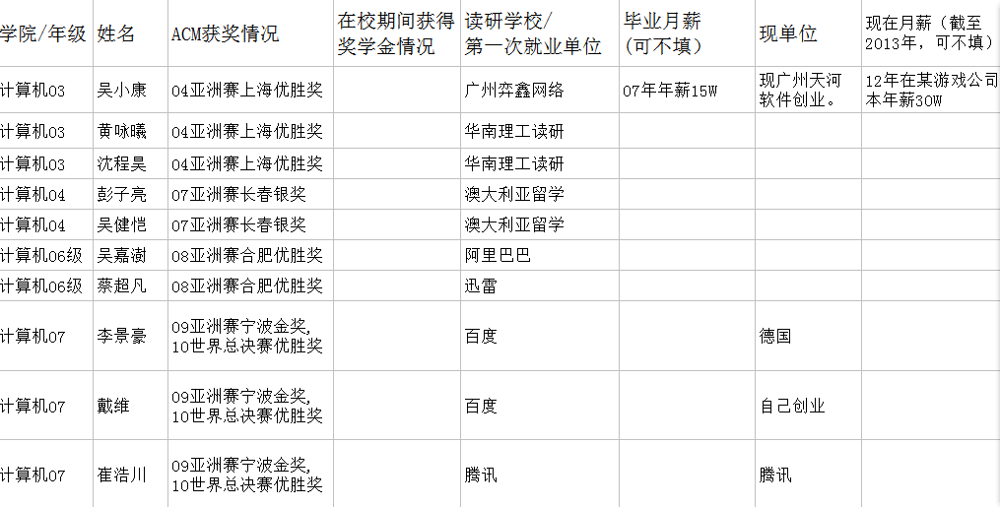 学院/年级 姓名 ACM获奖情况 在校期间获得奖学金情况 读研学校/第一次就业单位 毕业月薪(可不填) 现单位 现在月薪（截至2013年，可不填）
计算机03 吴小康 04亚洲赛上海优胜奖 广州弈鑫网络 07年年薪15W 现广州天河软件创业。 12年在某游戏公司本年薪30W
计算机03 黄咏曦 04亚洲赛上海优胜奖 华南理工读研
计算机03 沈程昊 04亚洲赛上海优胜奖 华南理工读研
计算机04 彭子亮 07亚洲赛长春银奖 澳大利亚留学
计算机04 吴健恺 07亚洲赛长春银奖 澳大利亚留学
计算机06级 吴嘉澍 08亚洲赛合肥优胜奖 阿里巴巴
计算机06级 蔡超凡 08亚洲赛合肥优胜奖 迅雷
计算机07 李景豪 09亚洲赛宁波金奖,10世界总决赛优胜奖 百度 德国
计算机07 戴维 09亚洲赛宁波金奖,10世界总决赛优胜奖 百度 自己创业
计算机07 崔浩川 09亚洲赛宁波金奖,10世界总决赛优胜奖 腾讯 腾讯